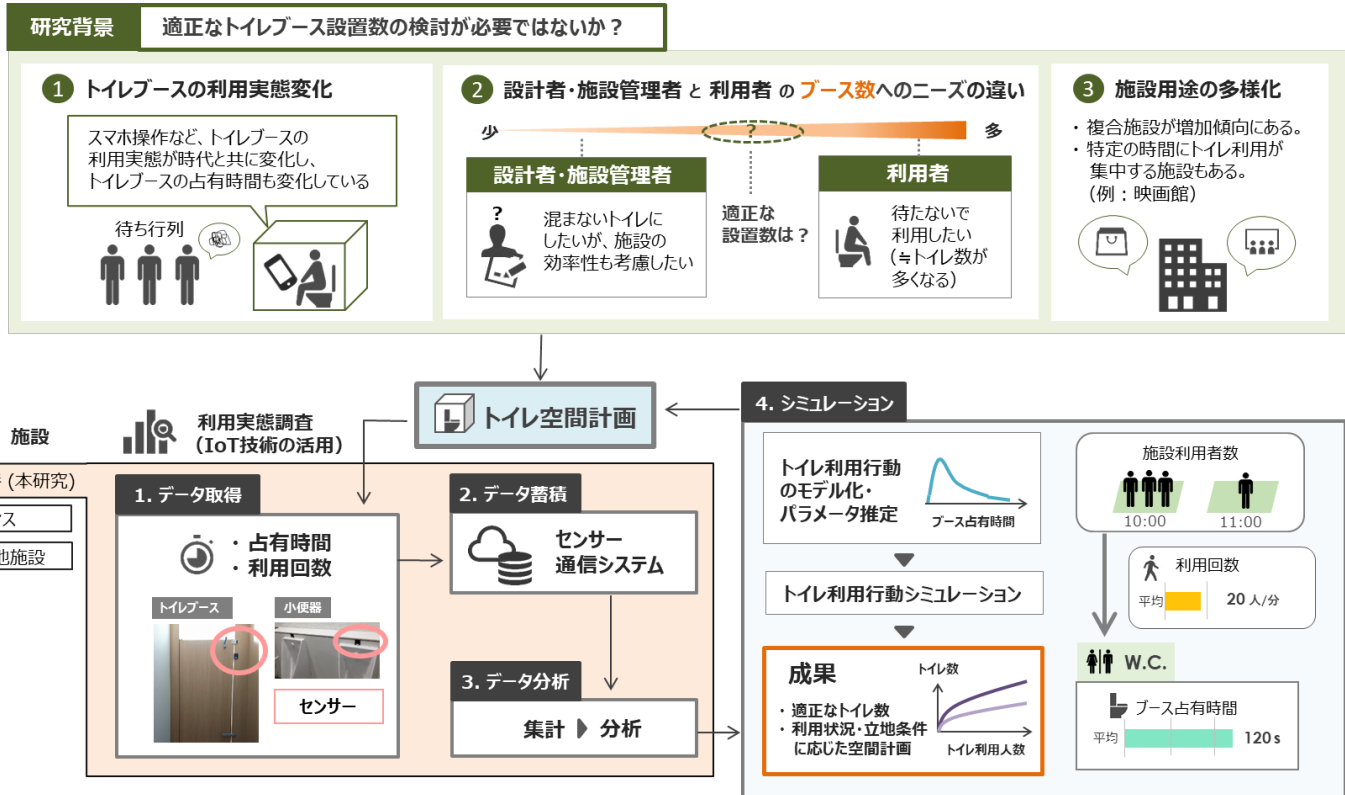 研究背景
適正なトイレブース設置数の検討が必要ではないか？
1 トイレブースの利用実態変化
スマホ操作など、トイレブースの
利用実態が時代と共に変化し、
トイレブースの占有時間も変化している
待ち行列
2 設計者・施設管理者 と 利用者 の ブース数へのニーズの違い
少
?
多
設計者・施設管理者
?
混まないトイレに
したいが、施設の
効率性も考慮したい
適正な
設置数は？
利用者
待たないで
利用したい
（≒トイレ数が
多くなる）
3 施設用途の多様化
・複合施設が増加傾向にある。
・特定の時間にトイレ利用が
集中する施設もある。
（例：映画館）
トイレ空間計画
施設
(本研究)
ス
他施設
利用実態調査
（IoT技術の活用）
1. データ取得
・占有時間
・利用回数
トイレブース
小便器
センサー
2. データ蓄積
センサー
通信システム
3. データ分析
集計 ▶ 分析
4. シミュレーション
トイレ利用行動
のモデル化・
パラメータ推定
ブース占有時間
トイレ利用行動シミュレーション
成果
・適正なトイレ数
・利用状況・立地条件
に応じた空間計画
トイレ数
トイレ利用人数
施設利用者数
10:00
11:00
利用回数
平均
20 人/分
W.C.
ブース占有時間
平均
120 s